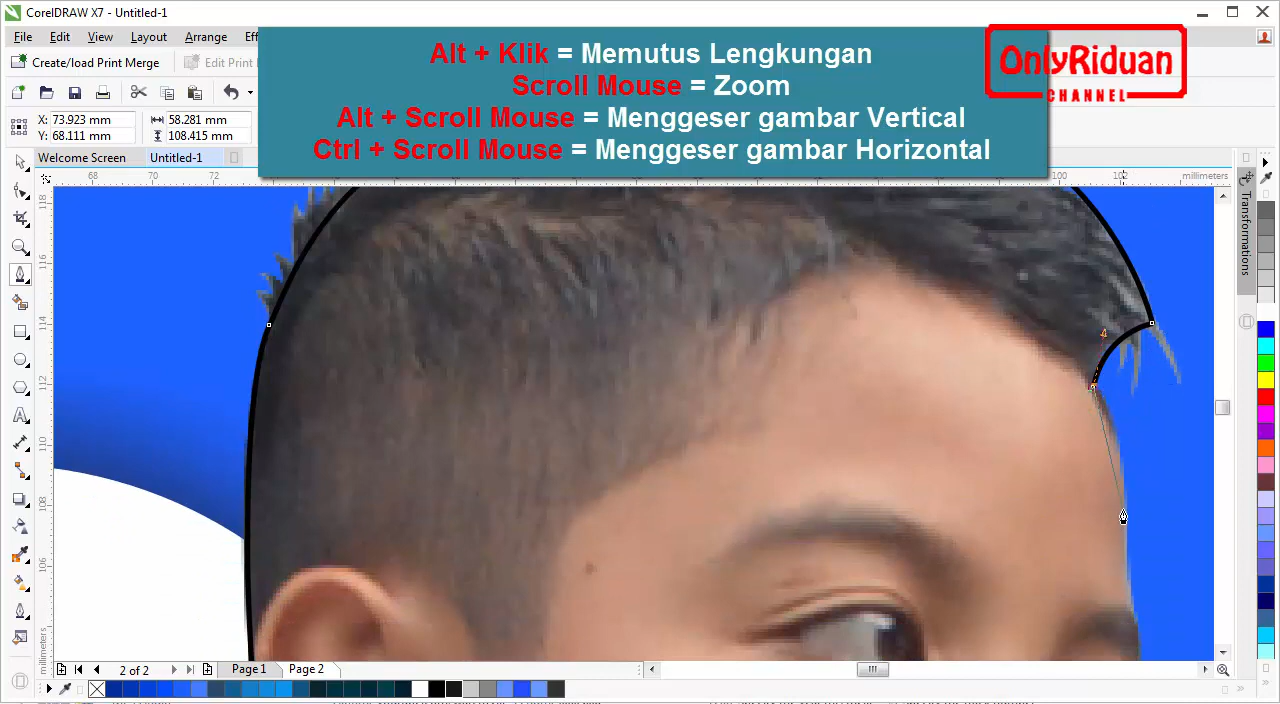 CorelDRAW X7 - Untitled-1
File Edit View Layout Arrange
Create/load Print Merge Edit Print
Alt + Klik = Memutus Lengkungan
Scroll Mouse = Zoom
Alt + Scroll Mouse = Menggeser gambar Vertical
Ctrl + Scroll Mouse = Menggeser gambar Horizontal
OnlyRiduan
CHANNEL
X: 73.923 mm 58.281 mm
Y: 68.111 mm 108.415 mm
Welcome Screen Untitled-1
68 70 72 100 102 millimeters
118
116
114
112
110
108
106
millimeters
Transformations
2 of 2 Page 1 Page 2